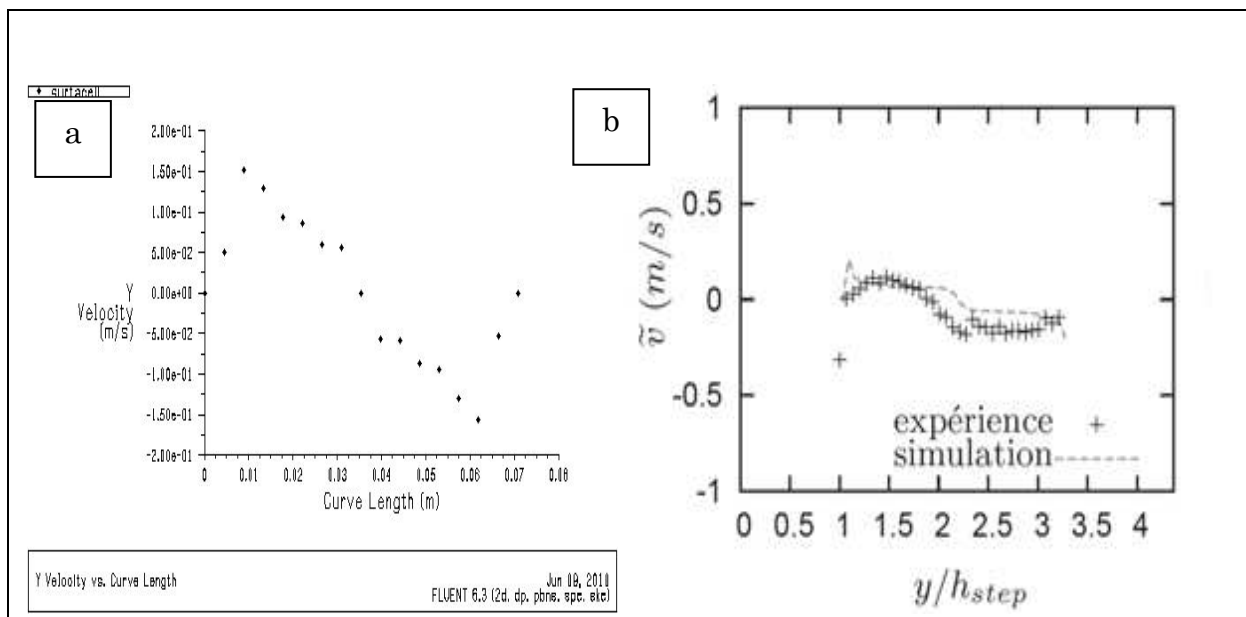 surfacell
a
2.00e-01
1.50e-01
1.00e-01
5.00e-02
0.00e+00
-5.00e-02
-1.00e-01
-1.50e-01
-2.00e-01
Y
Velocity
(m/s)
0 0.01 0.02 0.03 0.04 0.05 0.06 0.07 0.08
Curve Length (m)
Y Velocity vs. Curve Length
FLUENT 6.3 (2d, dp, pbns, spe, ske)
b
1
0.5
0
-0.5
-1
ṽ (m/s)
expérience +
simulation
0 0.5 1 1.5 2 2.5 3 3.5 4
y/hstep